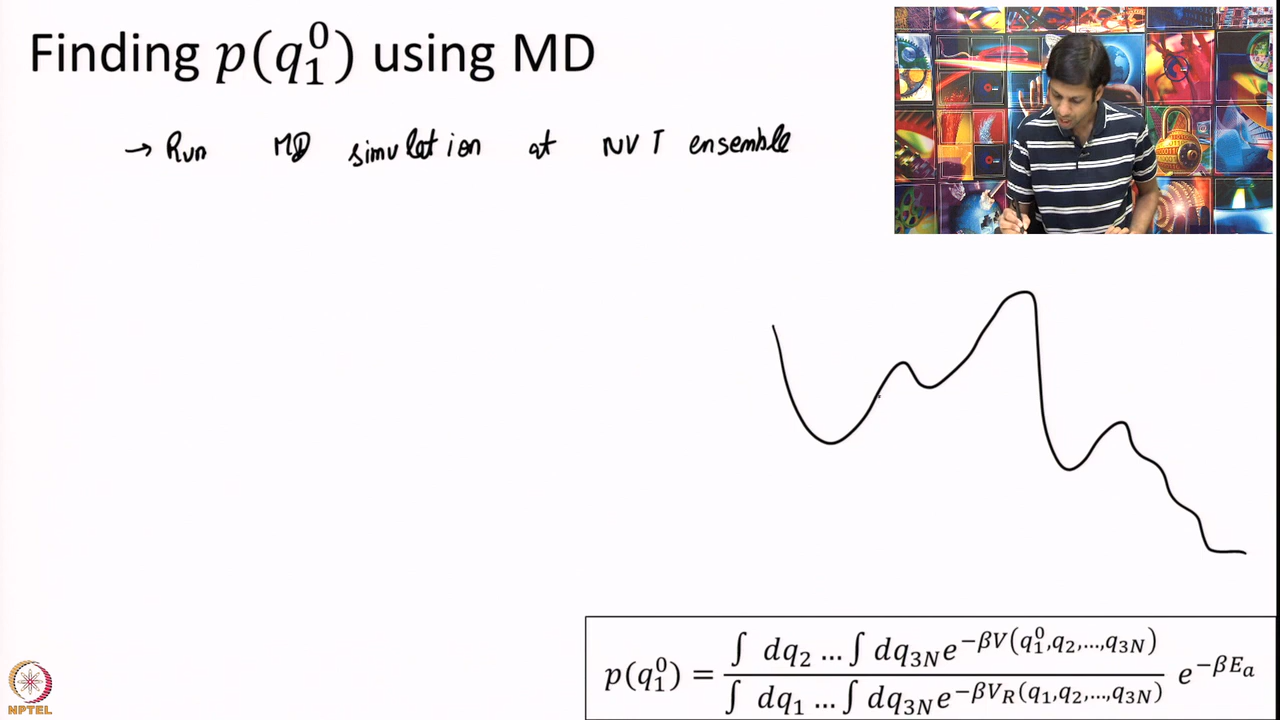 Finding p(q₁⁰) using MD
→ Run MD simulation at NVT ensemble
p(q₁⁰) = \frac{∫ dq₂ … ∫ dq₃N e^{−βV(q₁⁰,q₂,…,q₃N)}}{∫ dq₁ … ∫ dq₃N e^{−βV_R(q₁,q₂,…,q₃N)}} e^{−βE_a}
NPTEL